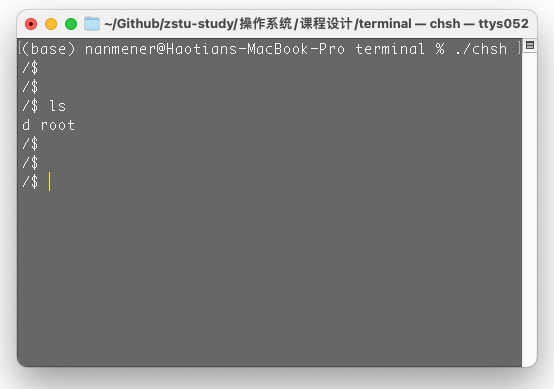 ~/Github/zstu-study/操作系统/课程设计/terminal — chsh — ttys052
(base) nanmener@Haotians-MacBook-Pro terminal % ./chsh
/$
/$
/$ ls
d root
/$
/$
/$